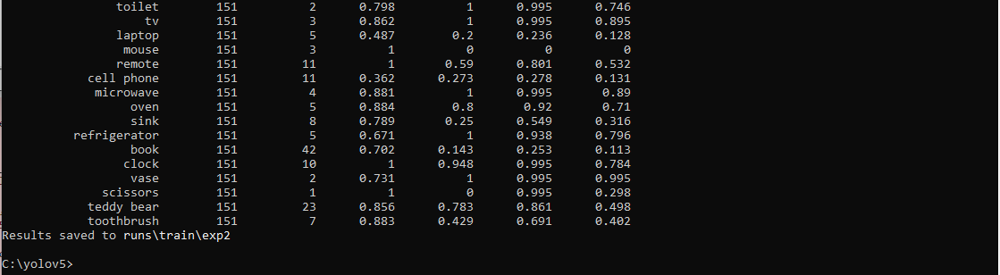 toilet 151 2 0.798 1 0.995 0.746
tv 151 3 0.862 1 0.995 0.895
laptop 151 5 0.487 0.2 0.236 0.128
mouse 151 3 1 0 0 0
remote 151 11 1 0.59 0.801 0.532
cell phone 151 11 0.362 0.273 0.278 0.131
microwave 151 4 0.881 1 0.995 0.89
oven 151 5 0.884 0.8 0.92 0.71
sink 151 8 0.789 0.25 0.549 0.316
refrigerator 151 5 0.671 1 0.938 0.796
book 151 42 0.702 0.143 0.253 0.113
clock 151 10 1 0.948 0.995 0.784
vase 151 2 0.731 1 0.995 0.995
scissors 151 1 1 0 0.995 0.298
teddy bear 151 23 0.856 0.783 0.861 0.498
toothbrush 151 7 0.883 0.429 0.691 0.402
Results saved to runs\train\exp2
C:\yolov5>